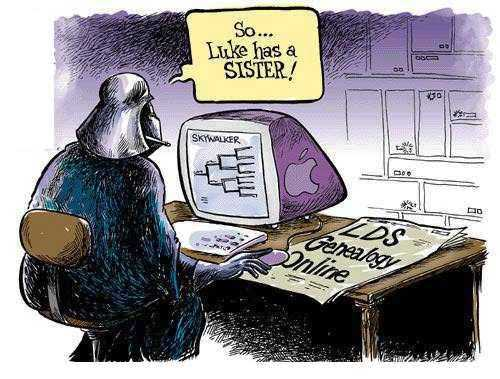 So...
Luke has a
SISTER!
SKYWALKER
LDS
Genealogy
Online